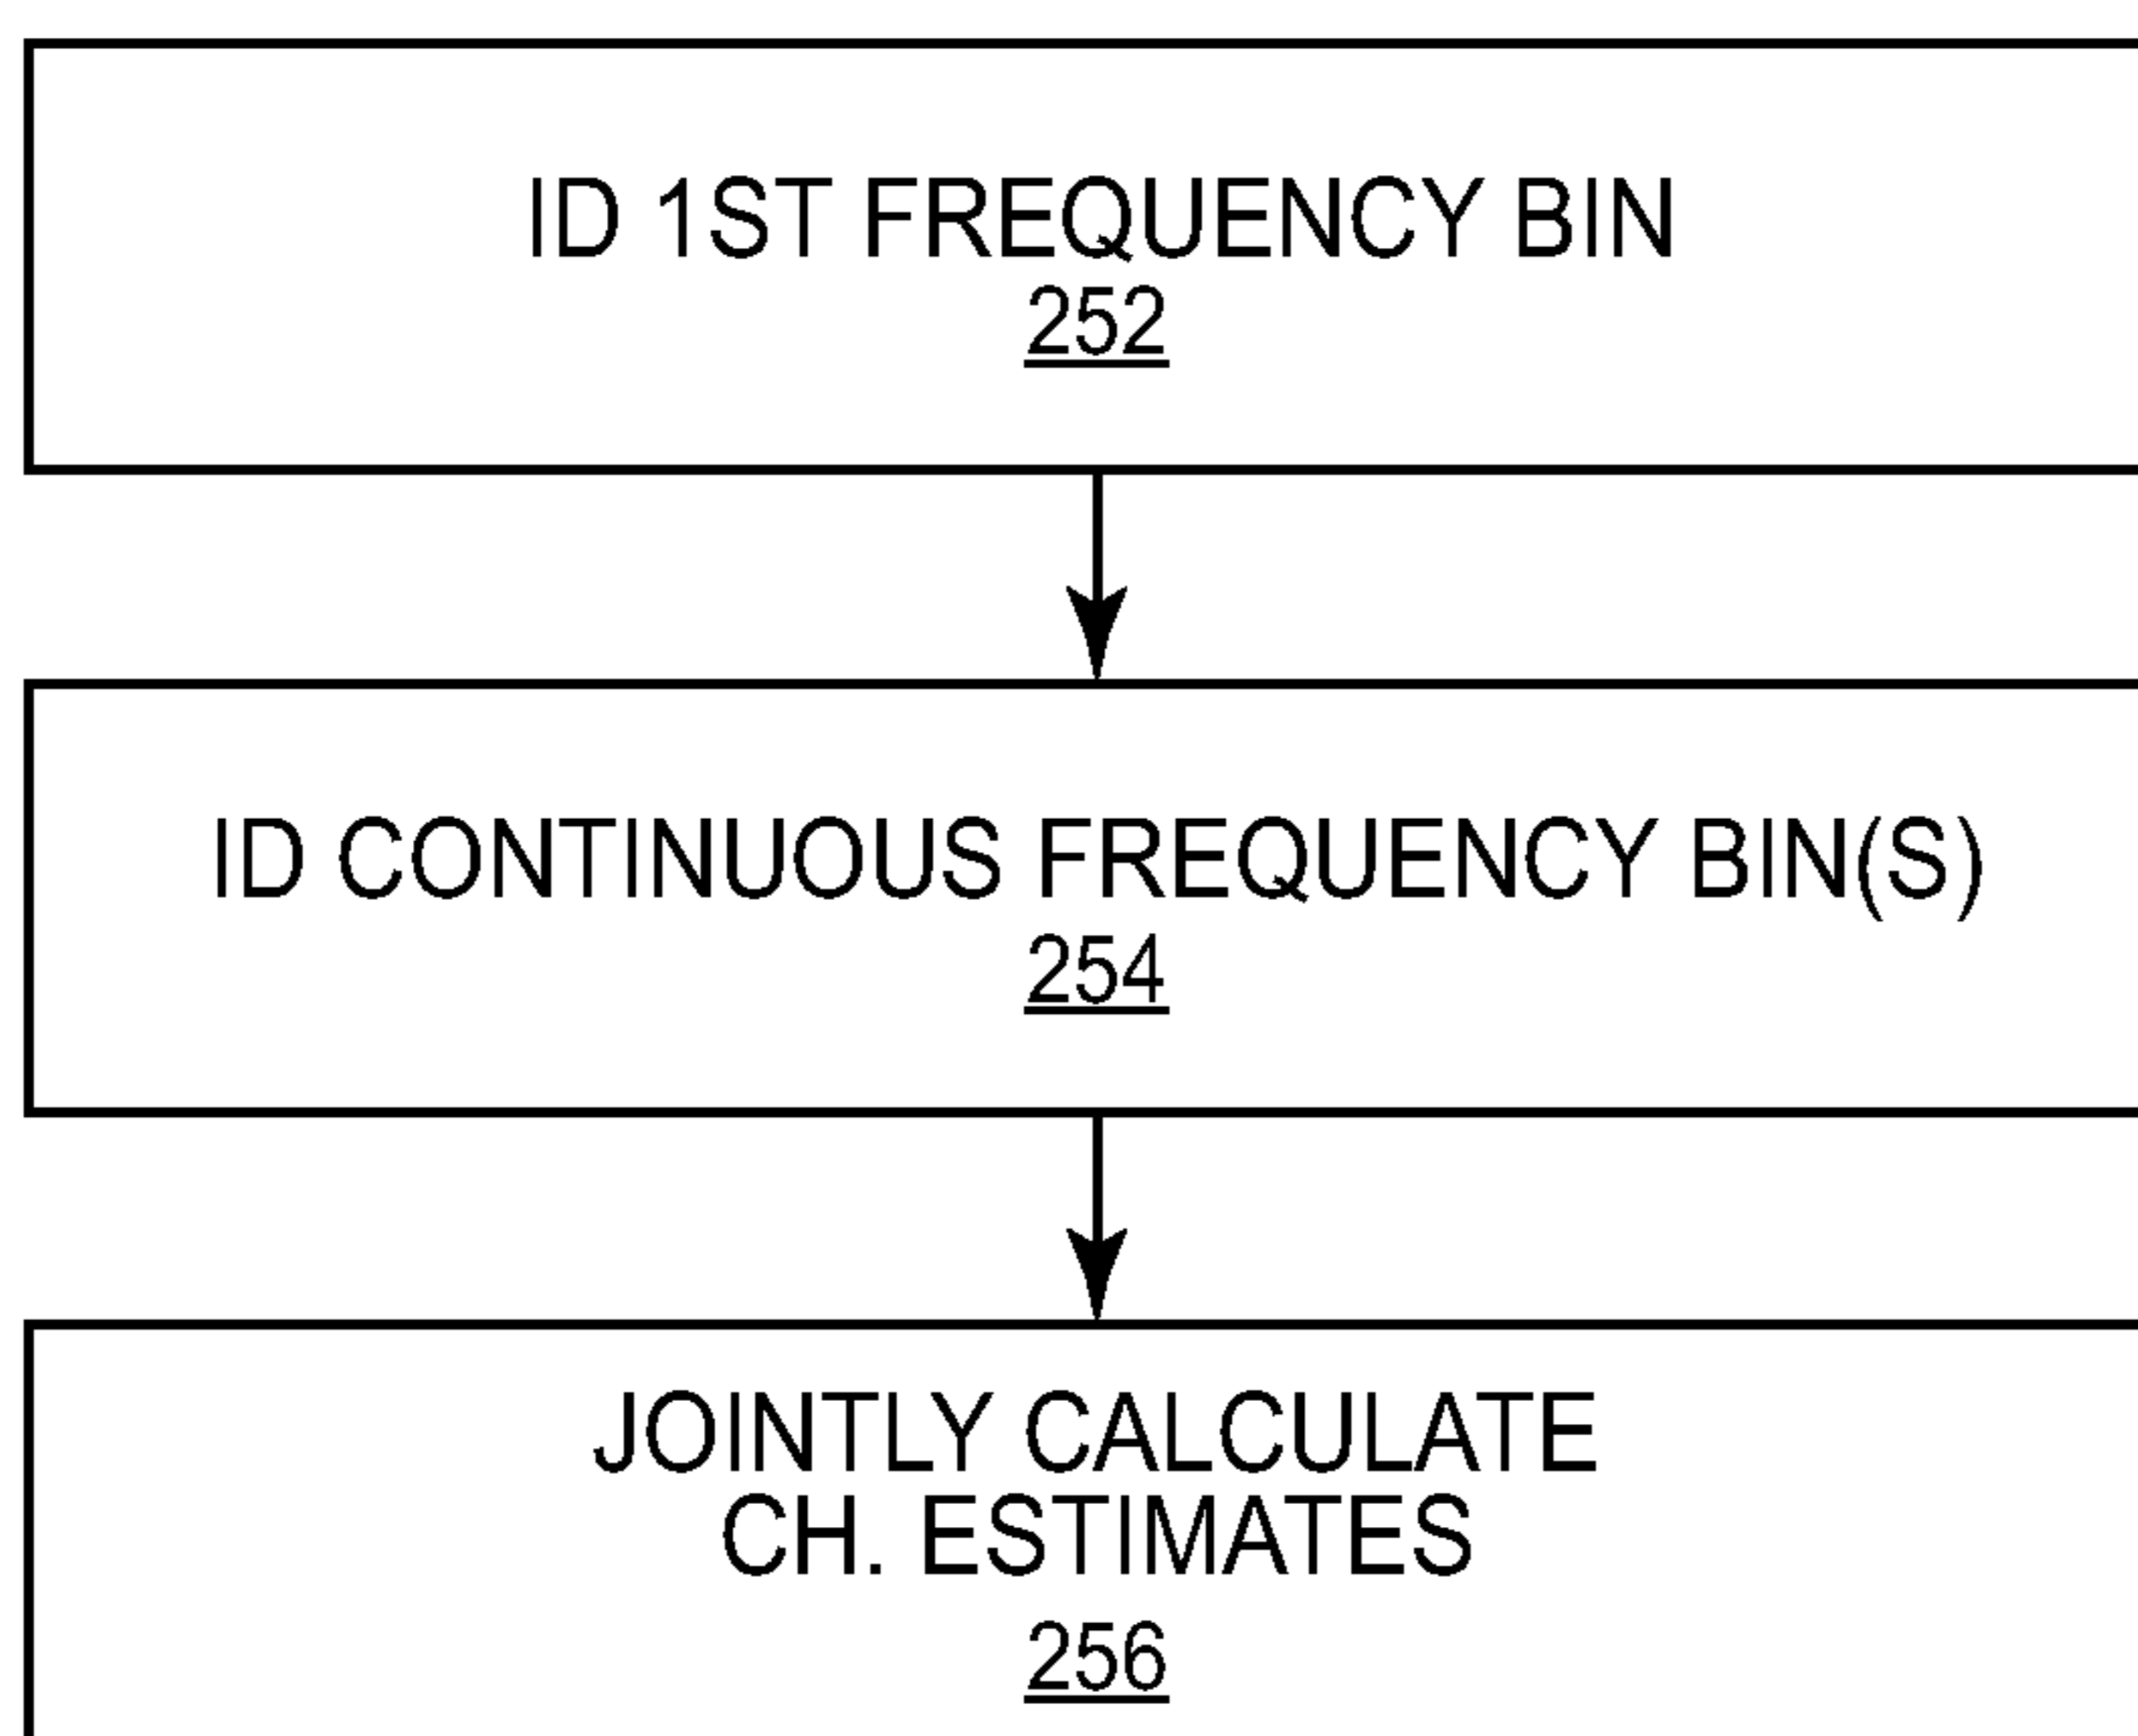 ID 1ST FREQUENCY BIN
252
ID CONTINUOUS FREQUENCY BIN(S)
254
JOINTLY CALCULATE
CH. ESTIMATES
256